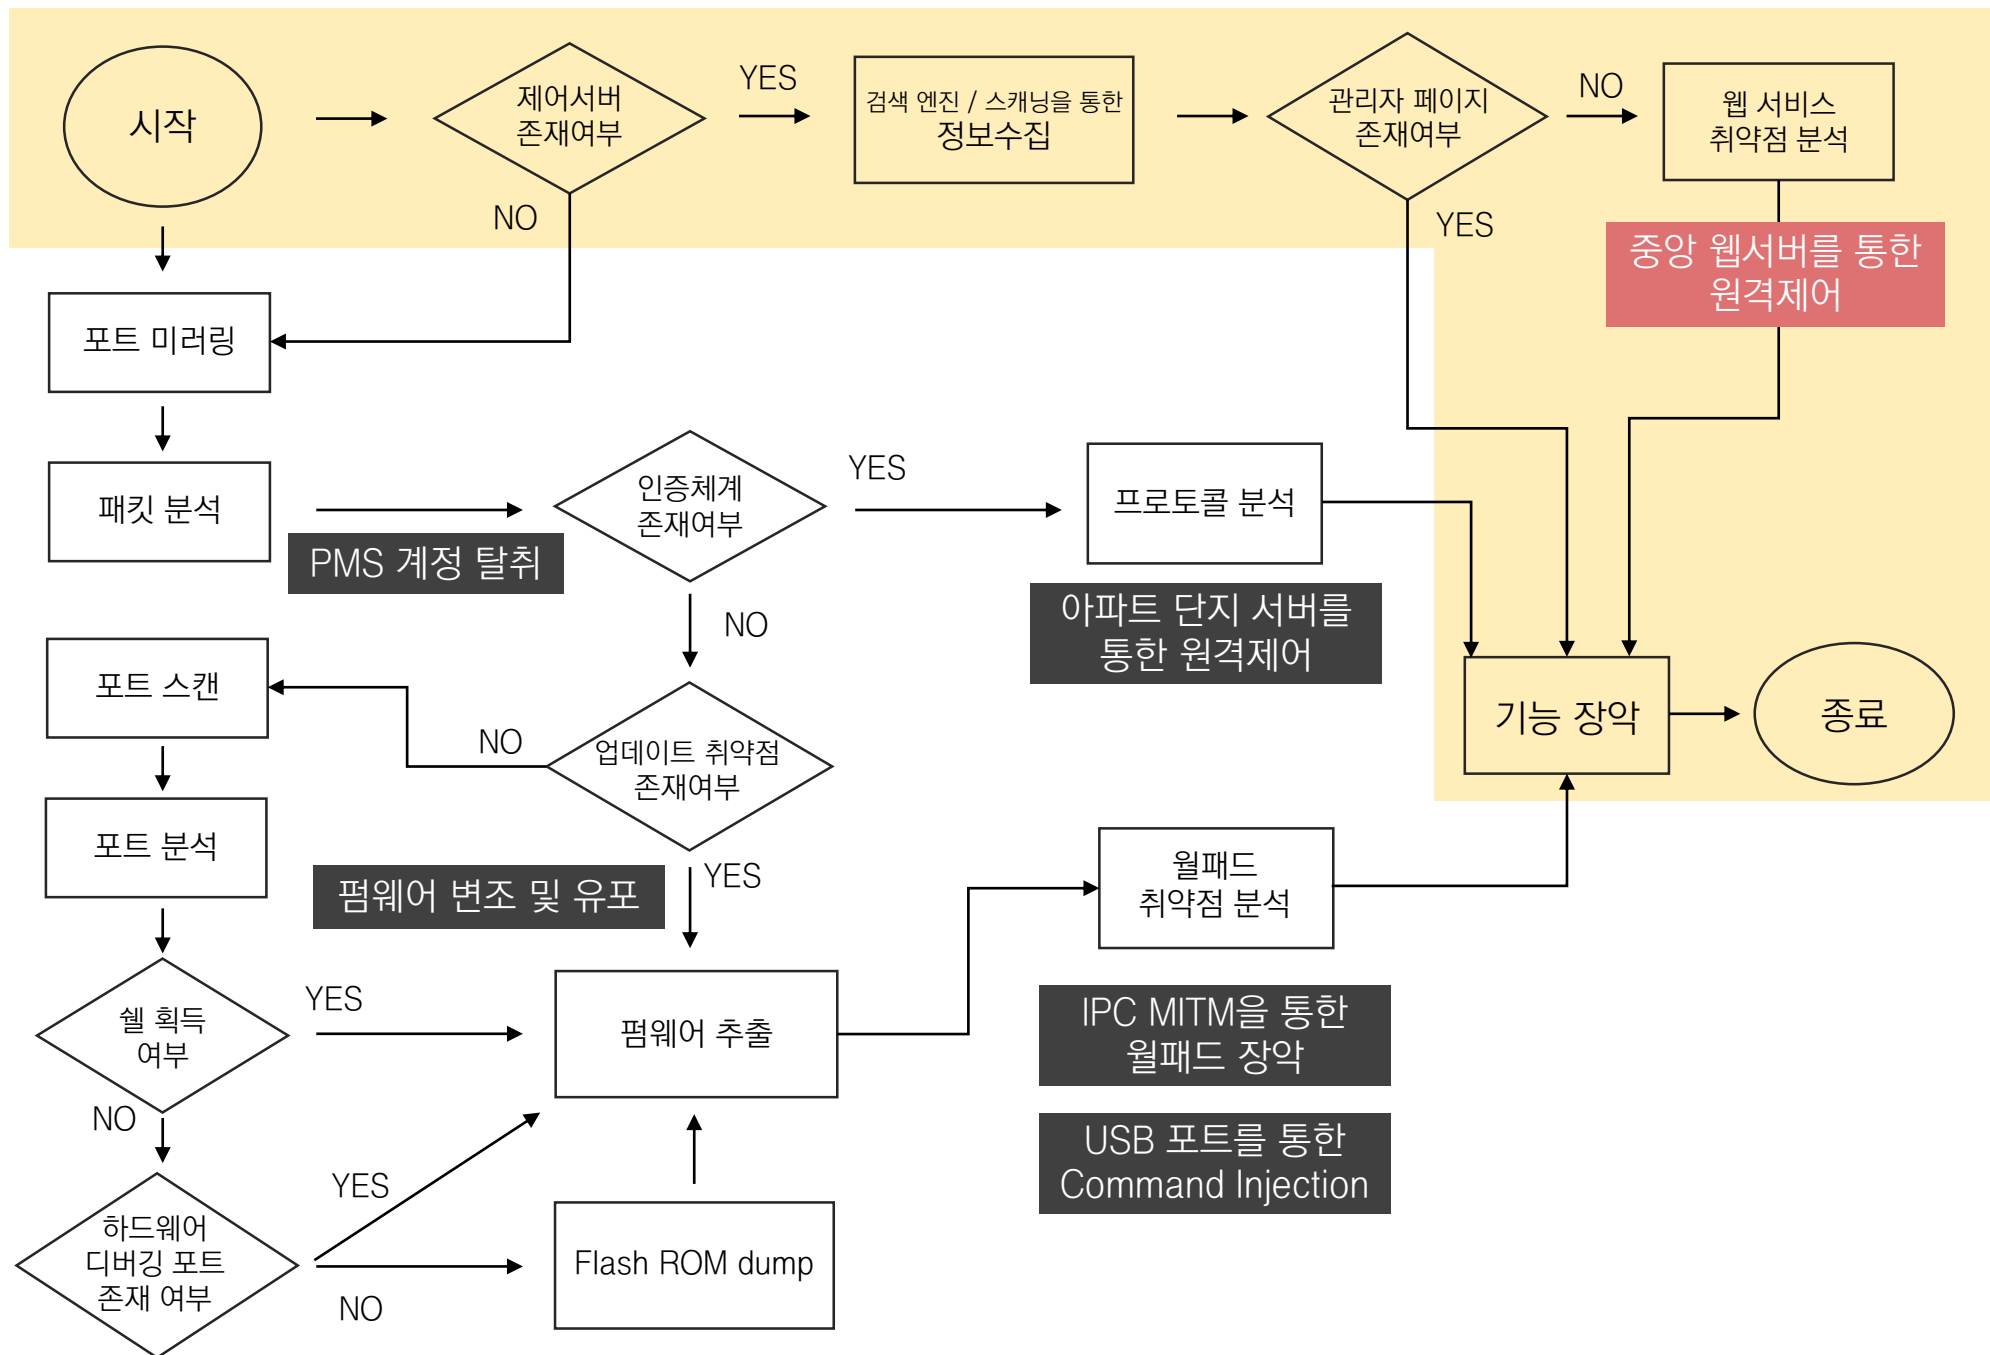 시작
제어서버
존재여부
YES
검색 엔진 / 스캐닝을 통한
정보수집
관리자 페이지
존재여부
NO
웹 서비스
취약점 분석
NO
YES
중앙 웹서버를 통한
원격제어
포트 미러링
패킷 분석
PMS 계정 탈취
인증체계
존재여부
YES
프로토콜 분석
아파트 단지 서버를
통한 원격제어
NO
포트 스캔
NO
업데이트 취약점
존재여부
기능 장악
종료
포트 분석
펌웨어 변조 및 유포
YES
월패드
취약점 분석
쉘 획득
여부
YES
펌웨어 추출
IPC MITM을 통한
월패드 장악
NO
USB 포트를 통한
Command Injection
YES
하드웨어
디버깅 포트
존재 여부
Flash ROM dump
NO